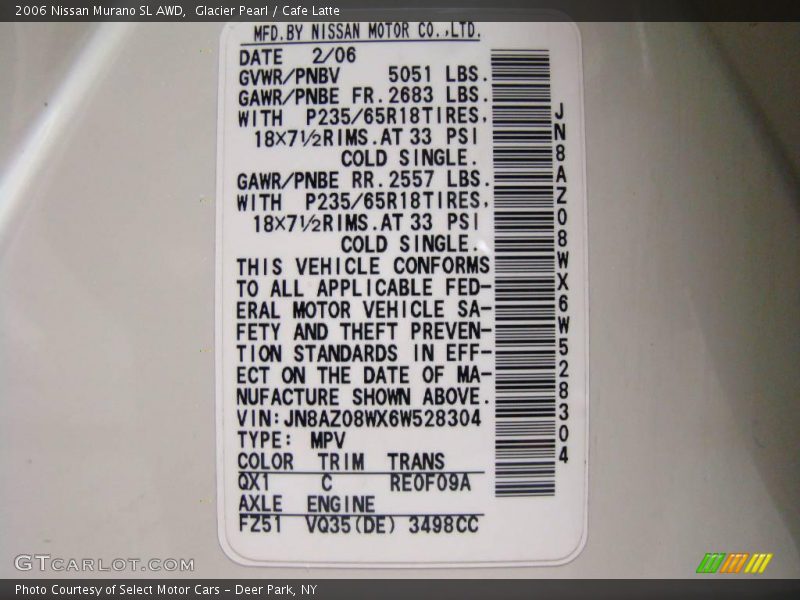 2006 Nissan Murano SL AWD,  Glacier Pearl / Cafe Latte
MFD.BY NISSAN MOTOR CO.,LTD.
DATE 2/06
GVWR/PNBV 5051 LBS.
GAWR/PNBE FR.2683 LBS.
WITH P235/65R18TIRES,
18X7½RIMS.AT 33 PSI
COLD SINGLE.
GAWR/PNBE RR.2557 LBS.
WITH P235/65R18TIRES,
18X7½RIMS.AT 33 PSI
COLD SINGLE.
THIS VEHICLE CONFORMS
TO ALL APPLICABLE FED-
ERAL MOTOR VEHICLE SA-
FETY AND THEFT PREVEN-
TION STANDARDS IN EFF-
ECT ON THE DATE OF MA-
NUFACTURE SHOWN ABOVE.
VIN:JN8AZ08WX6W528304
TYPE: MPV
COLOR TRIM TRANS
QX1 C RE0F09A
AXLE ENGINE
FZ51 VQ35(DE) 3498CC
JN8AZ08WX6W528304
GTCARLOT.COM
Photo Courtesy of Select Motor Cars - Deer Park, NY